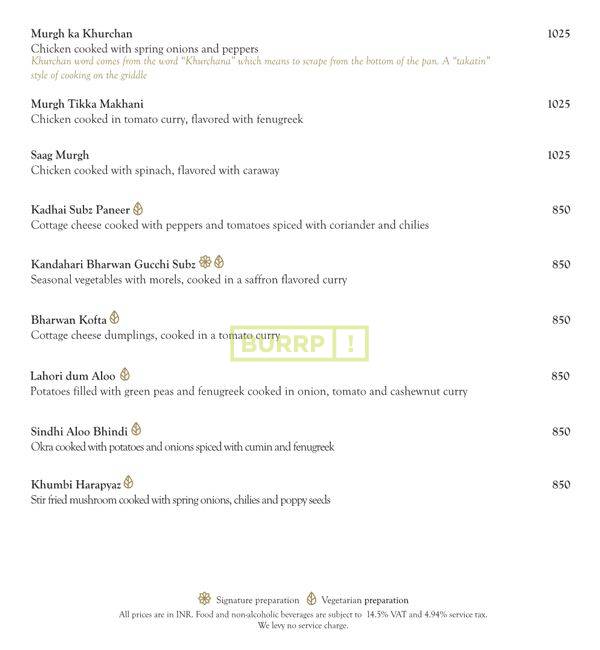 Murgh ka Khurchan 1025
Chicken cooked with spring onions and peppers
Khurchan word comes from the word “Khurchana” which means to scrape from the bottom of the pan. A “takatin”
style of cooking on the griddle
Murgh Tikka Makhani 1025
Chicken cooked in tomato curry, flavored with fenugreek
Saag Murgh 1025
Chicken cooked with spinach, flavored with caraway
Kadhai Subz Paneer 850
Cottage cheese cooked with peppers and tomatoes spiced with coriander and chilies
Kandahari Bharwan Gucchi Subz 850
Seasonal vegetables with morels, cooked in a saffron flavored curry
Bharwan Kofta 850
Cottage cheese dumplings, cooked in a tomato curry
BURRP !
Lahori dum Aloo 850
Potatoes filled with green peas and fenugreek cooked in onion, tomato and cashewnut curry
Sindhi Aloo Bhindi 850
Okra cooked with potatoes and onions spiced with cumin and fenugreek
Khumbi Harapyaz 850
Stir fried mushroom cooked with spring onions, chilies and poppy seeds
Signature preparation Vegetarian preparation
All prices are in INR. Food and non-alcoholic beverages are subject to 14.5% VAT and 4.94% service tax.
We levy no service charge.